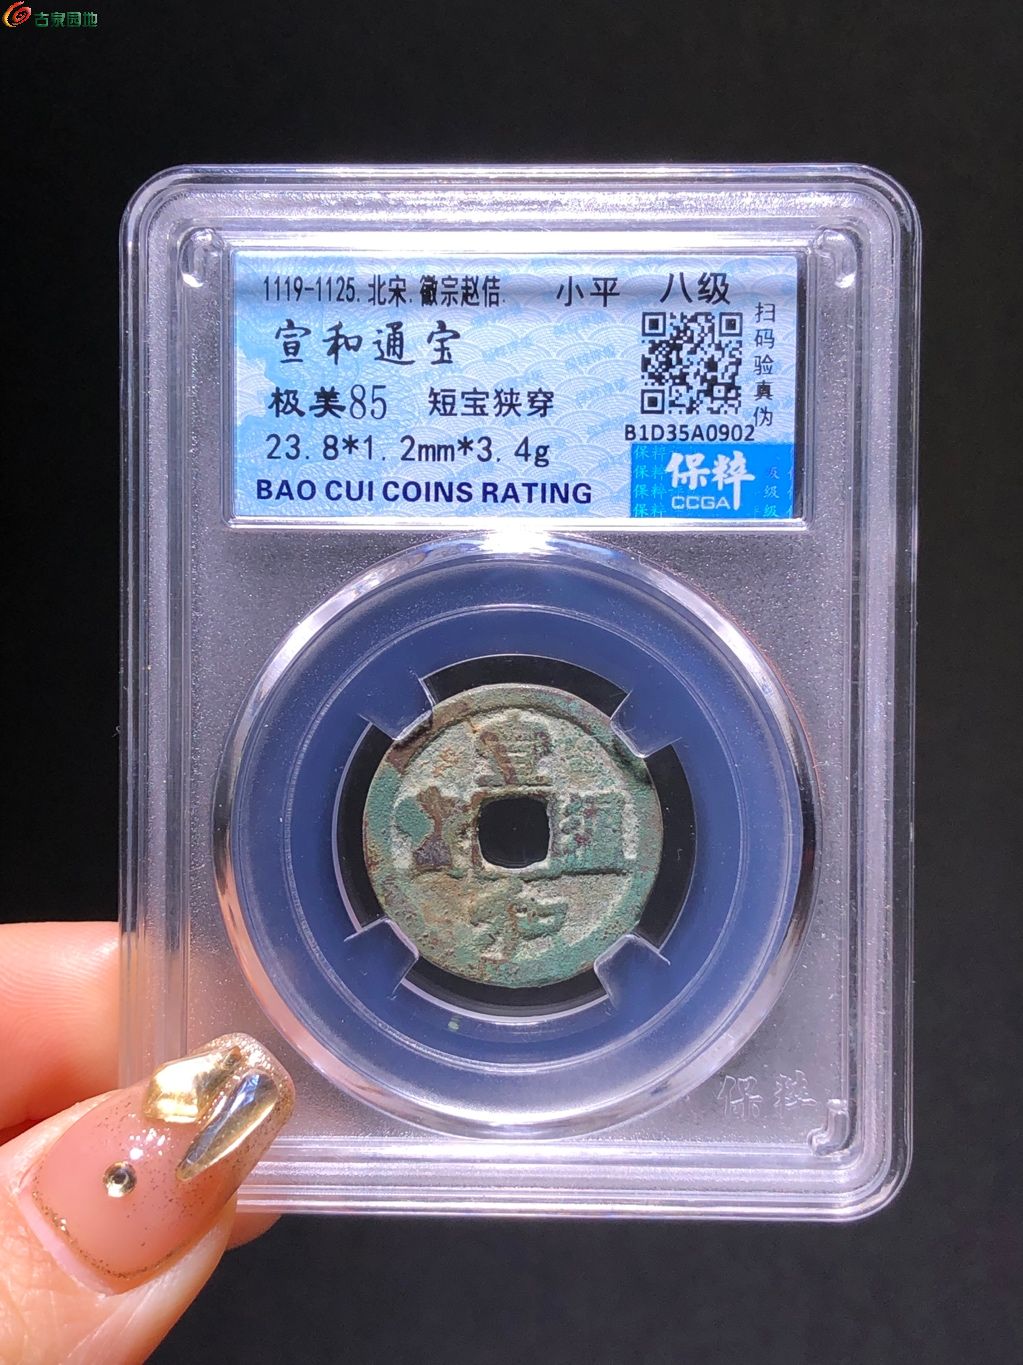 古泉园地
1119-1125.北宋.徽宗赵佶. 小平 八级
宣和通宝
极美85 短宝狭穿
扫码验真伪
B1D35A0902
23.8*1.2mm*3.4g
BAO CUI COINS RATING
保粹
CCGA
宣
通
和
保粹